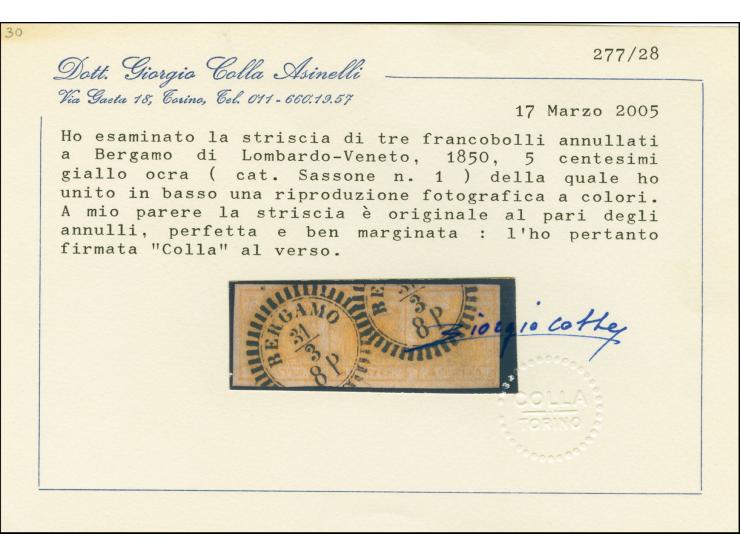 30
277/28
Dott. Giorgio Colla Asinelli
Via Gaeta 18, Torino, Tel. 011-660.19.57
17 Marzo 2005
Ho esaminato la striscia di tre francobolli annullati
a Bergamo di Lombardo-Veneto, 1850, 5 centesimi
giallo ocra ( cat. Sassone n. 1 ) della quale ho
unito in basso una riproduzione fotografica a colori.
A mio parere la striscia è originale al pari degli
annulli, perfetta e ben marginata : l'ho pertanto
firmata "Colla" al verso.
BERGAMO
31/3
8 P
BE
31/3
8 P
Giorgio Colla
COLLA
TORINO